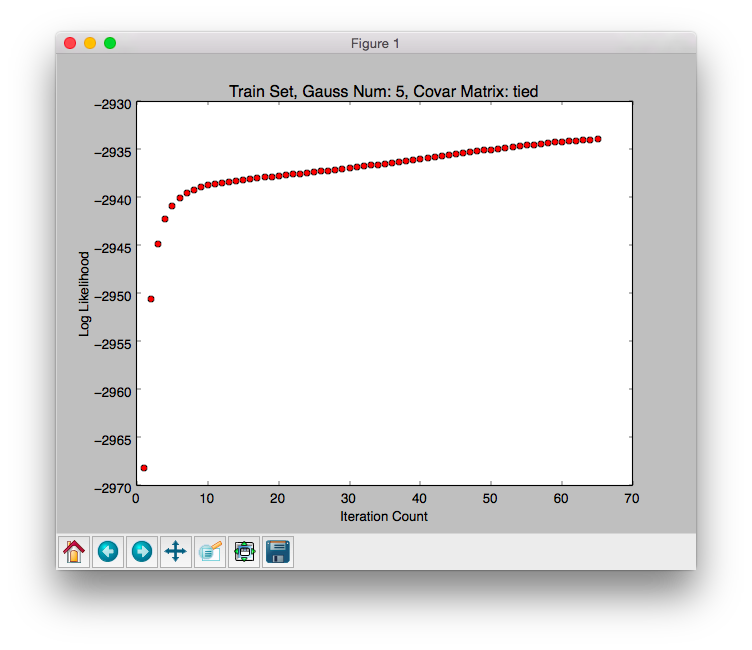 Figure 1
Train Set, Gauss Num: 5, Covar Matrix: tied
−2930
−2935
−2940
−2945
−2950
−2955
−2960
−2965
−2970
Log Likelihood
0 10 20 30 40 50 60 70
Iteration Count